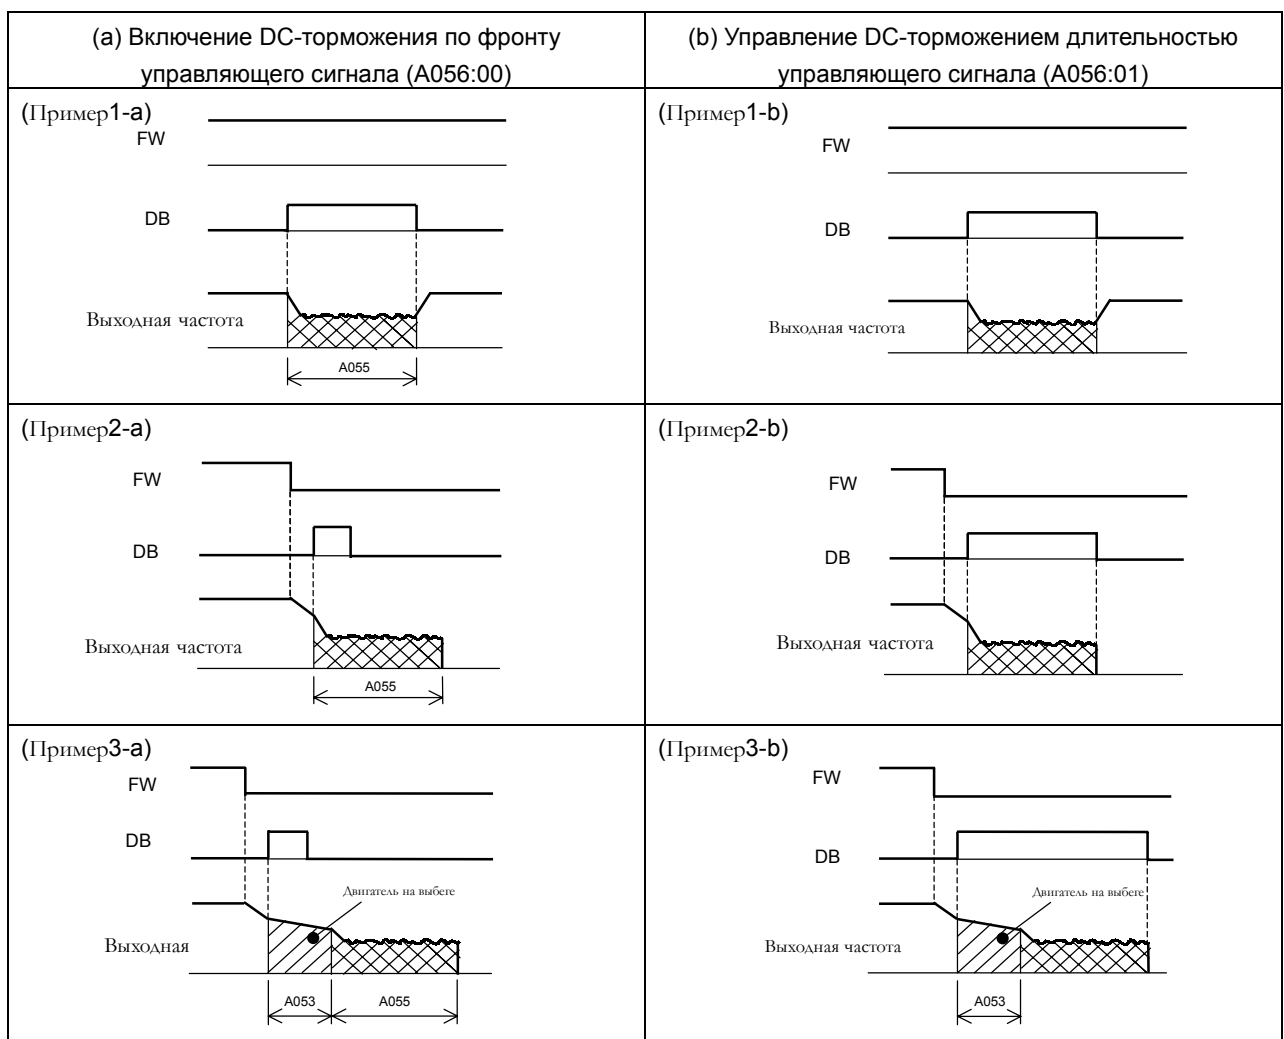 (a) Включение DC-торможения по фронту
управляющего сигнала (A056:00)
(b) Управление DC-торможением длительностью
управляющего сигнала (A056:01)
(Пример1-a)
FW
DB
Выходная частота
A055
(Пример1-b)
FW
DB
Выходная частота
(Пример2-a)
FW
DB
Выходная частота
A055
(Пример2-b)
FW
DB
Выходная частота
(Пример3-a)
FW
DB
Двигатель на выбеге
Выходная
A053
A055
(Пример3-b)
FW
DB
Двигатель на выбеге
Выходная частота
A053